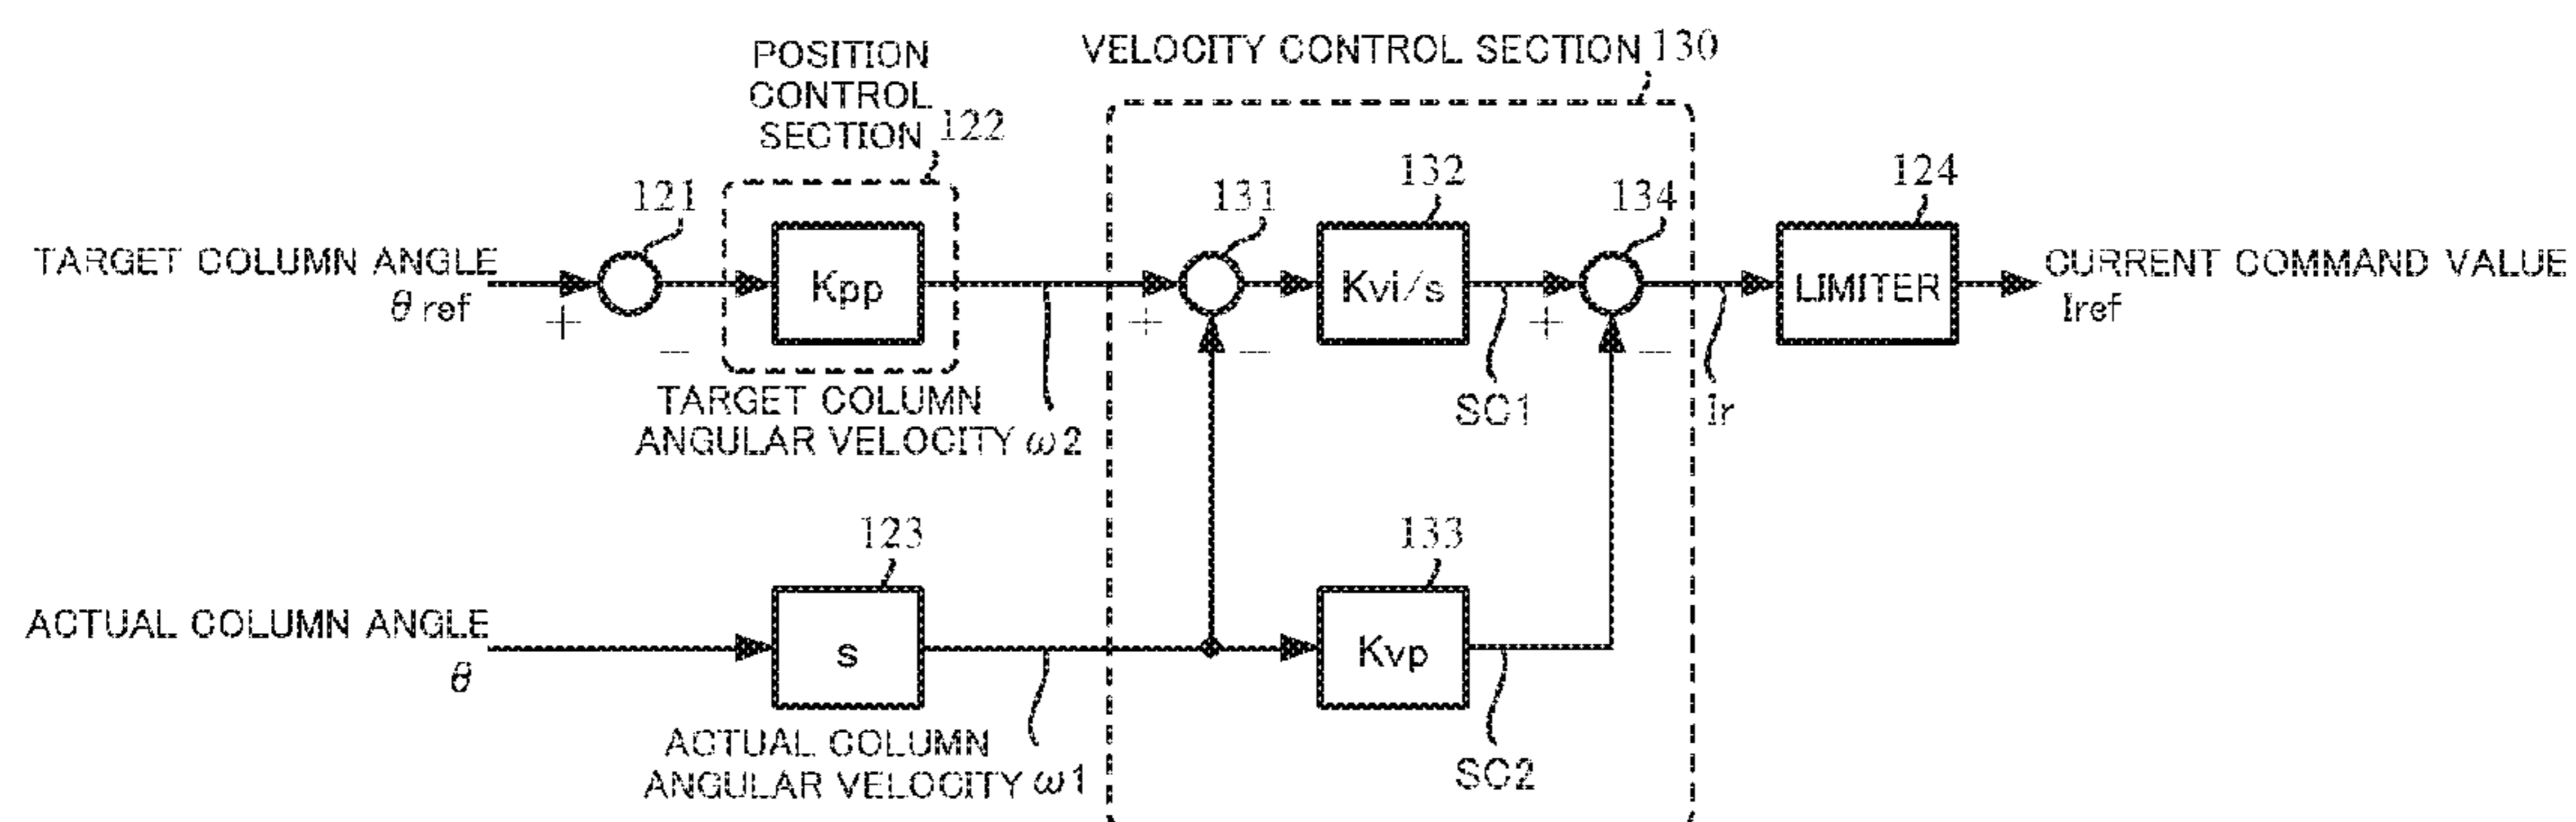 POSITION
CONTROL
SECTION 122
VELOCITY CONTROL SECTION 130
121
131
132
134
124
TARGET COLUMN ANGLE
θ ref
+
−
Kpp
+
−
Kvi/s
+
−
LIMITER
CURRENT COMMAND VALUE
Iref
TARGET COLUMN
ANGULAR VELOCITY ω2
SC1
Ir
123
133
ACTUAL COLUMN ANGLE
θ
s
Kvp
ACTUAL COLUMN
ANGULAR VELOCITY ω1
SC2